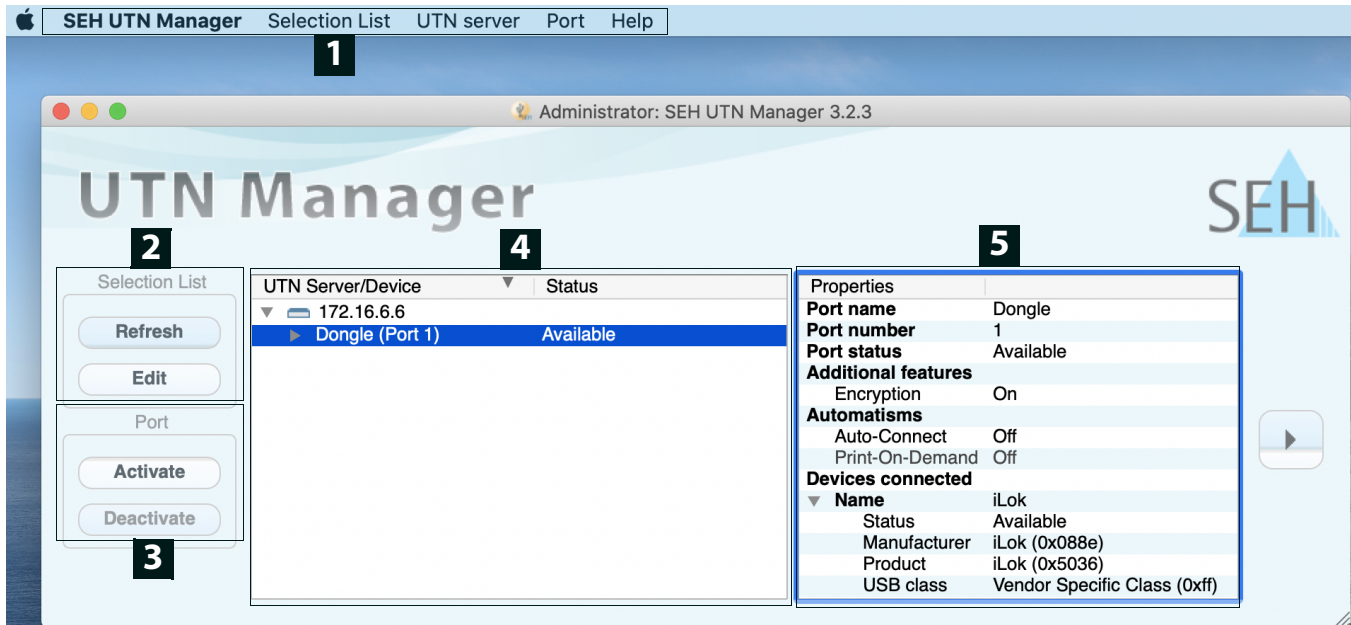 SEH UTN Manager Selection List UTN server Port Help
1
Administrator: SEH UTN Manager 3.2.3
UTN Manager
SEH
2
4
5
Selection List
Refresh
Edit
Port
Activate
Deactivate
3
UTN Server/Device Status
172.16.6.6
Dongle (Port 1) Available
Properties
Port name Dongle
Port number 1
Port status Available
Additional features
Encryption On
Automatisms
Auto-Connect Off
Print-On-Demand Off
Devices connected
Name iLok
Status Available
Manufacturer iLok (0x088e)
Product iLok (0x5036)
USB class Vendor Specific Class (0xff)